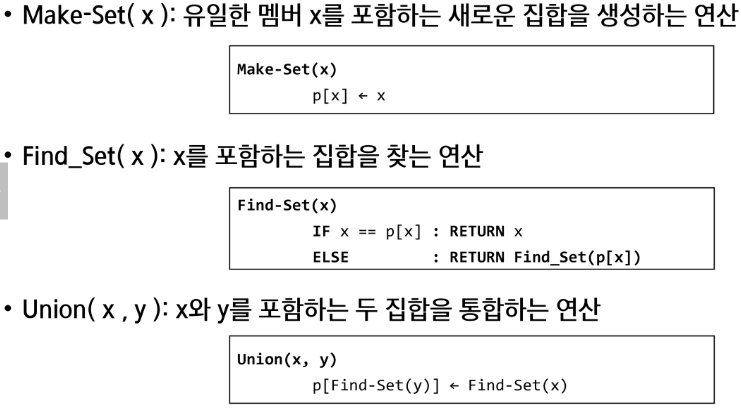 • Make-Set( x ): 유일한 멤버 x를 포함하는 새로운 집합을 생성하는 연산
Make-Set(x)
p[x] ← x
• Find_Set( x ): x를 포함하는 집합을 찾는 연산
Find-Set(x)
IF x == p[x] : RETURN x
ELSE : RETURN Find_Set(p[x])
• Union( x , y ): x와 y를 포함하는 두 집합을 통합하는 연산
Union(x, y)
p[Find-Set(y)] ← Find-Set(x)